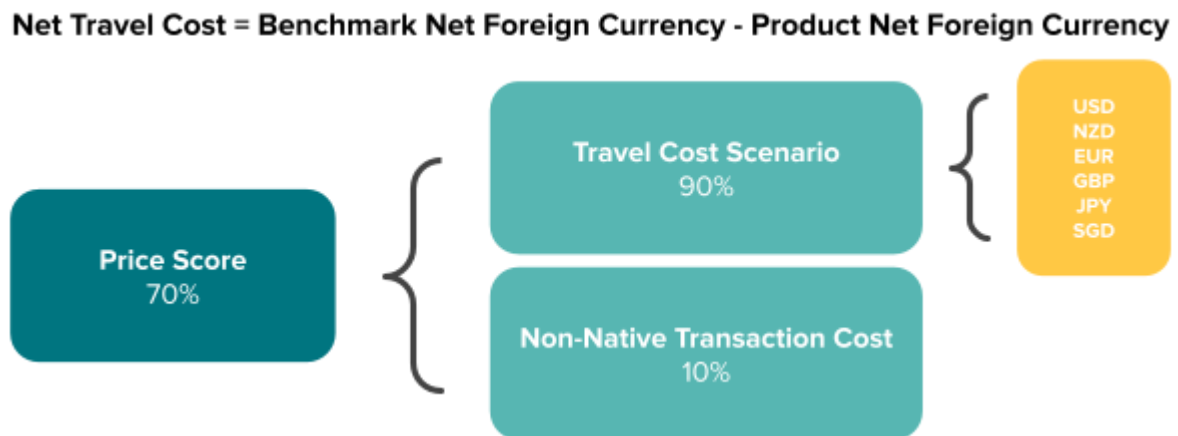 Net Travel Cost = Benchmark Net Foreign Currency - Product Net Foreign Currency
Price Score
70%
Travel Cost Scenario
90%
Non-Native Transaction Cost
10%
USD
NZD
EUR
GBP
JPY
SGD